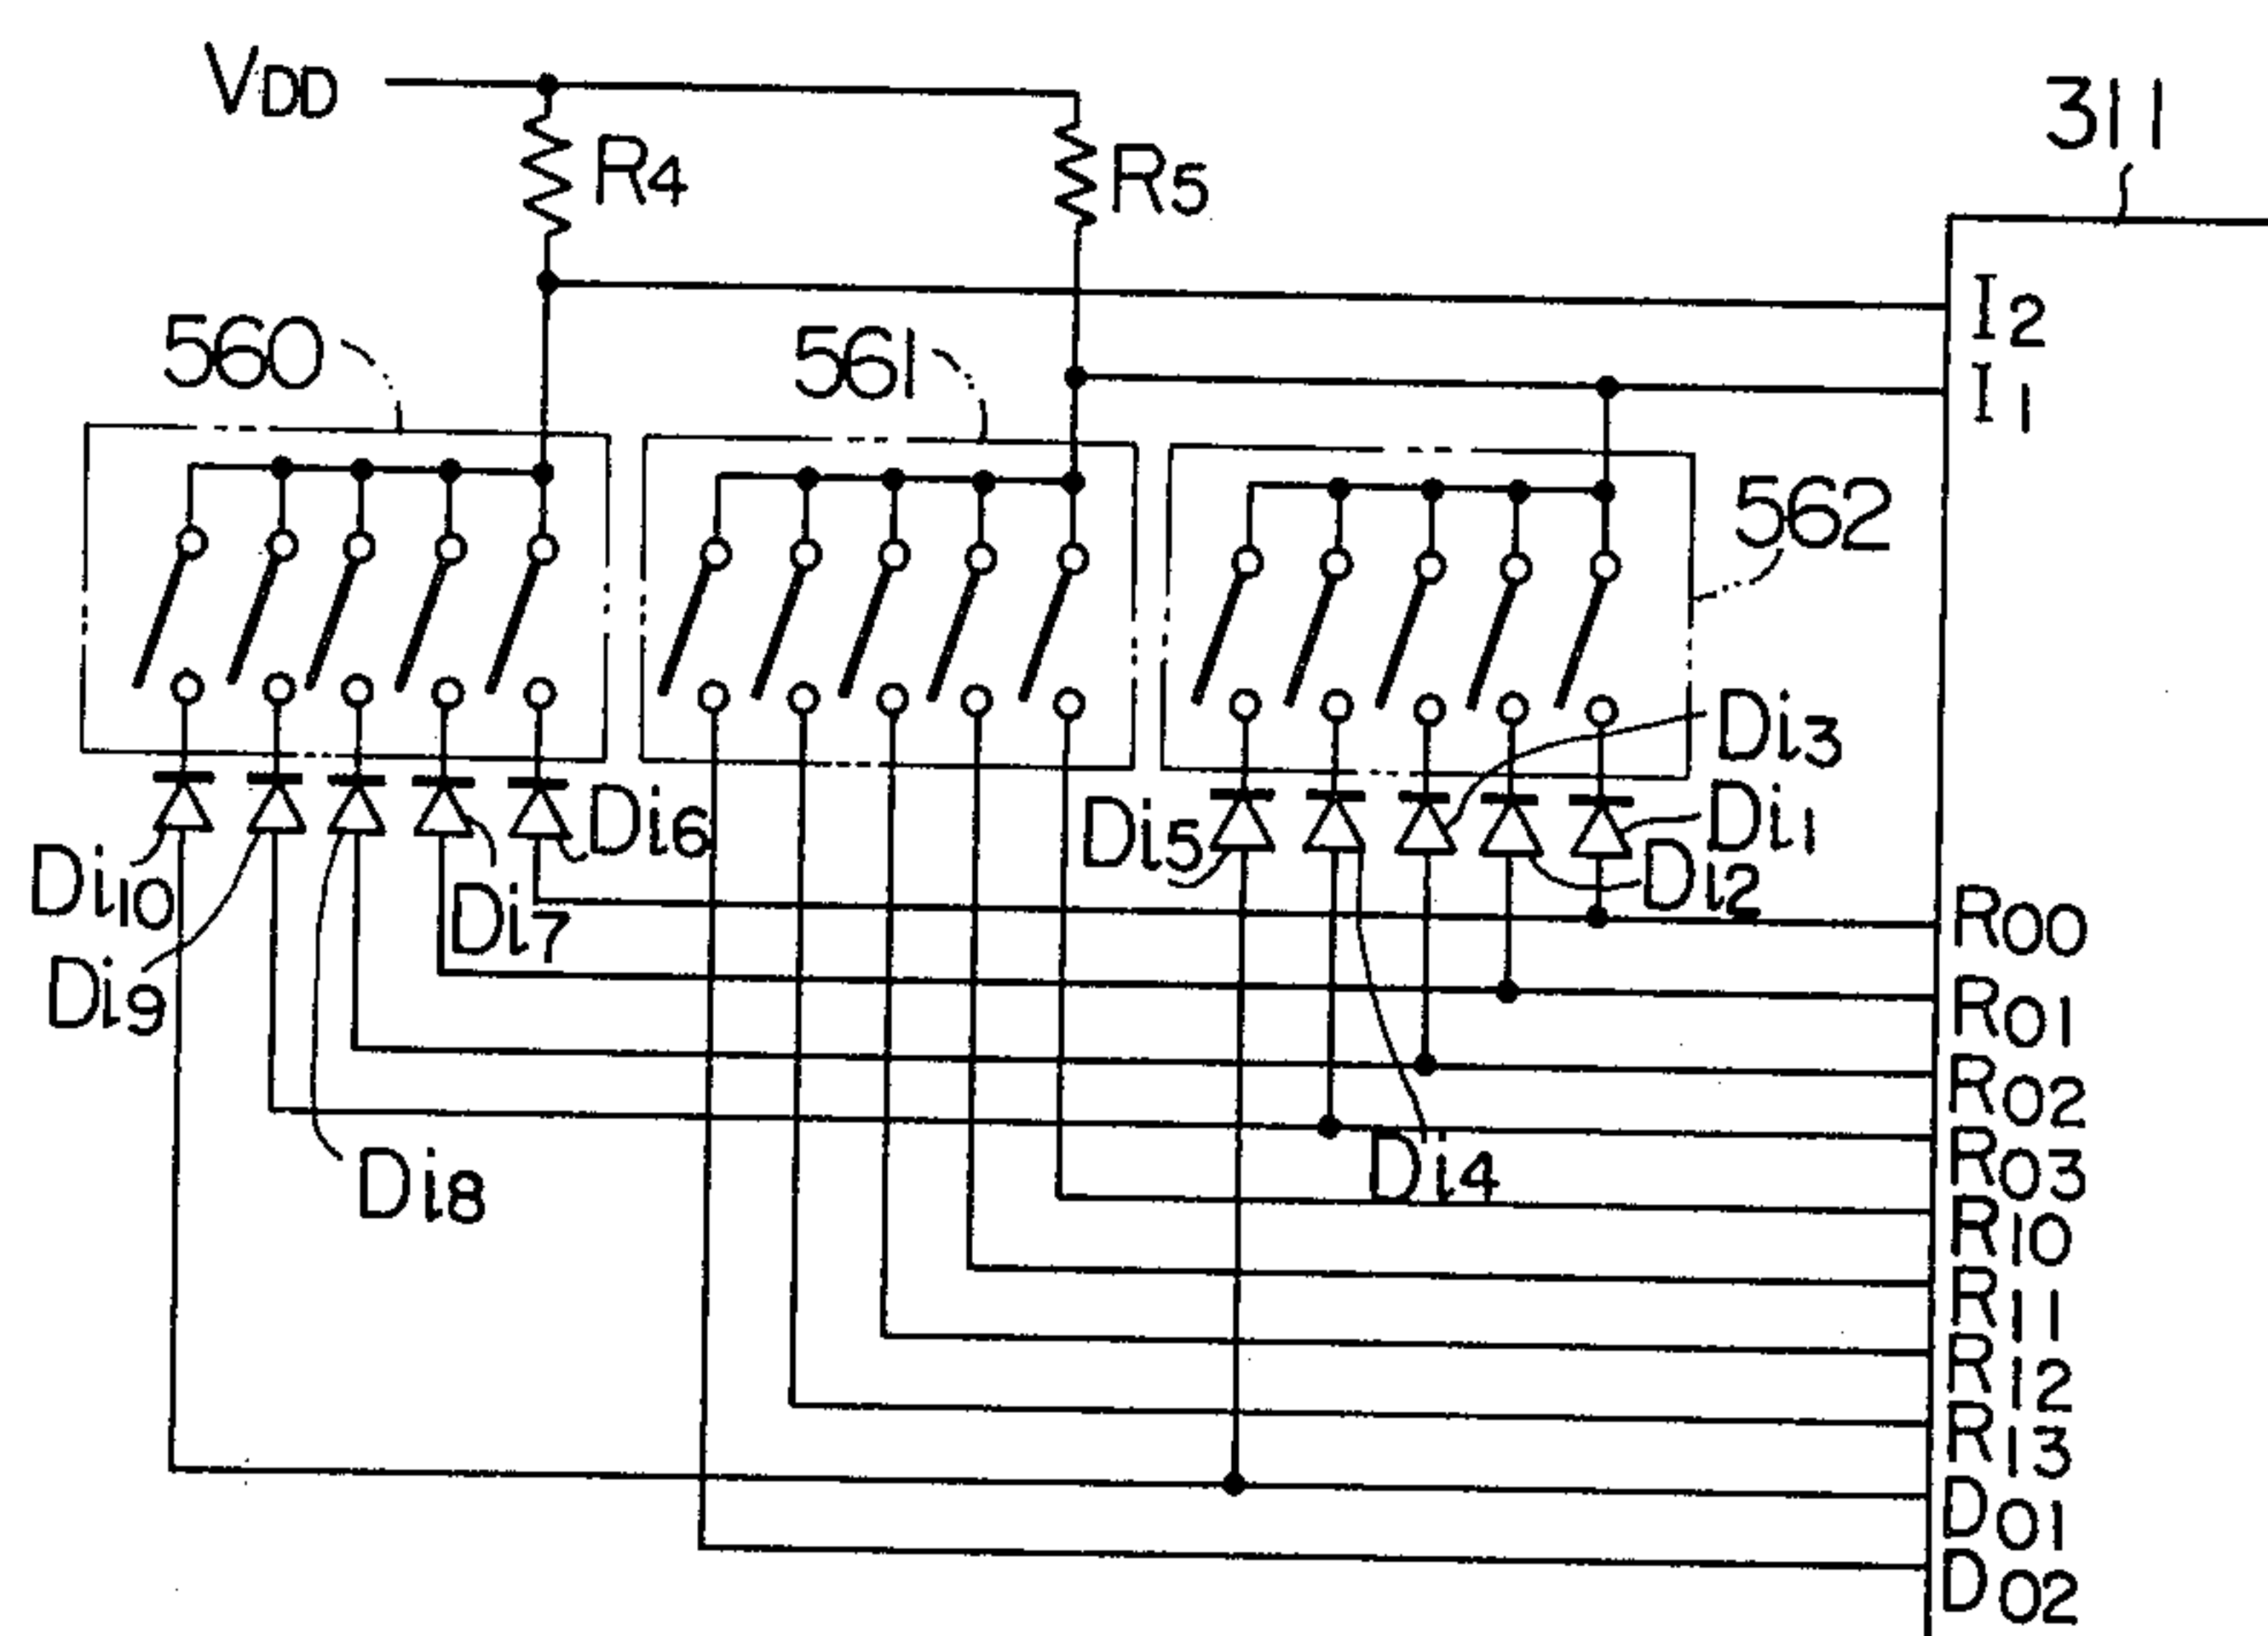 VDD
R4
R5
311
I2
I1
560
561
562
Di3
Di1
Di6
Di5
Di2
Di10
Di7
R00
Di9
R01
R02
R03
Di4
Di8
R10
R11
R12
R13
D01
D02